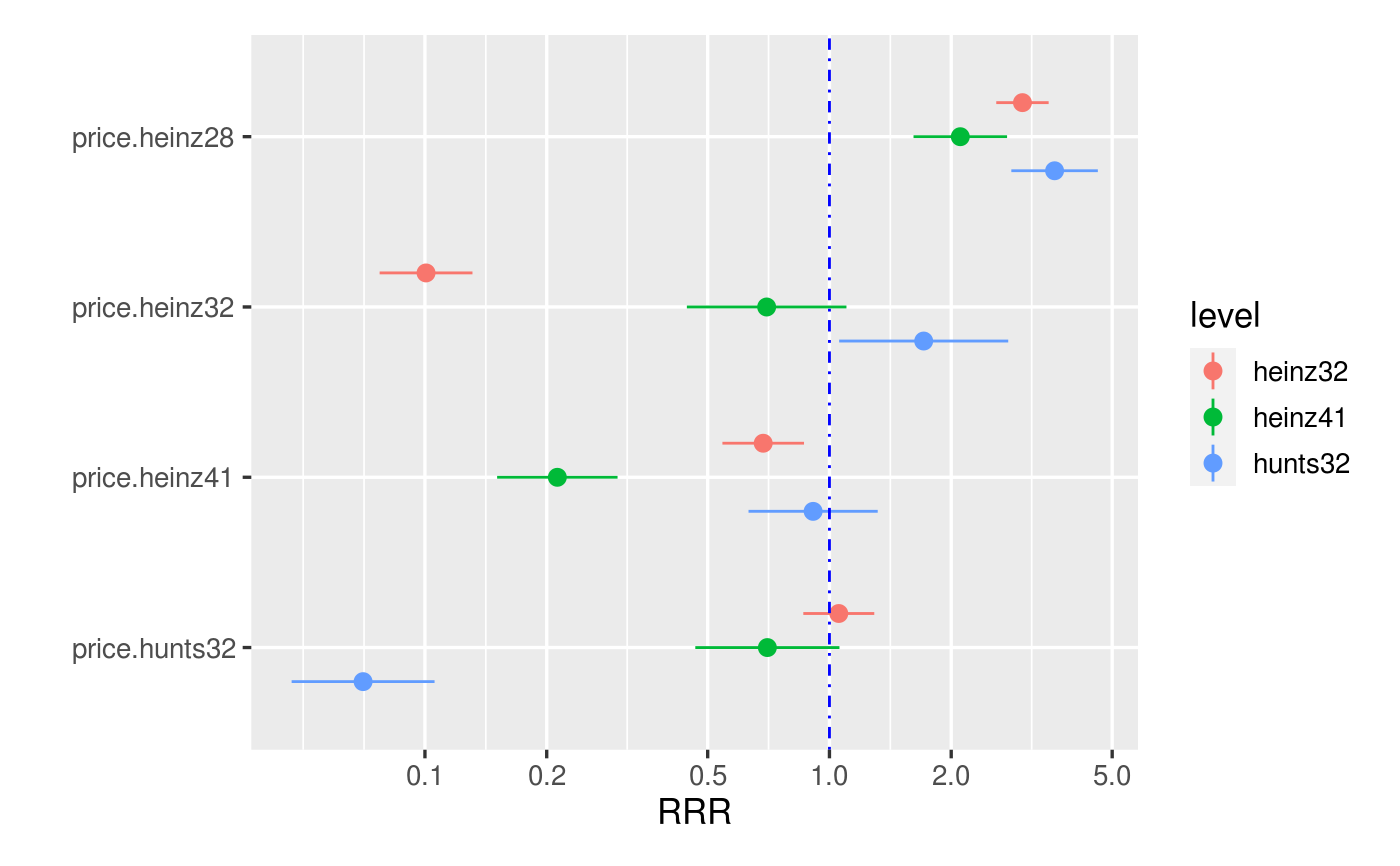 price.heinz28
price.heinz32
price.heinz41
price.hunts32
0.1 0.2 0.5 1.0 2.0 5.0
RRR
level
heinz32
heinz41
hunts32